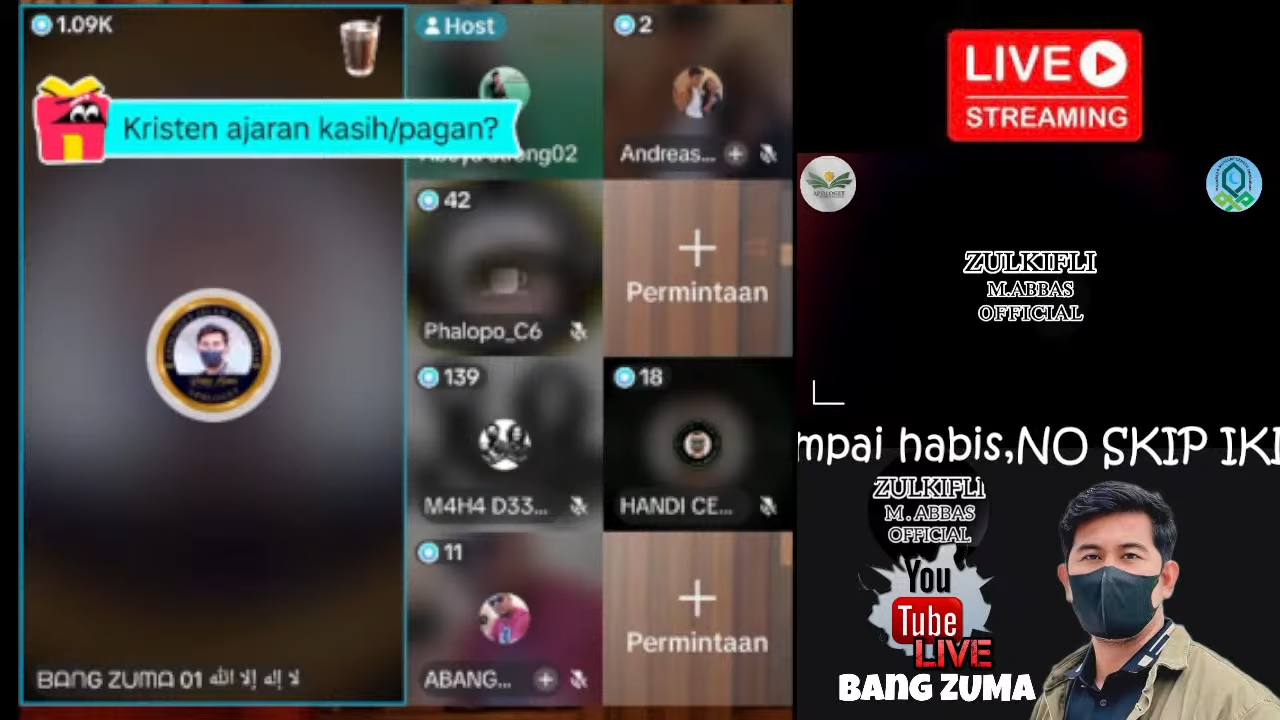 1.09K
Kristen ajaran kasih/pagan?
BANG ZUMA 01 لا إله إلا الله
Host
2
Andreas...
42
Phalopo_C6
Permintaan
139
M4H4 D33...
18
HANDI CE...
11
ABANG...
Permintaan
LIVE
STREAMING
ZULKIFLI
M.ABBAS
OFFICIAL
mpai habis,NO SKIP IKI
ZULKIFLI
M.ABBAS
OFFICIAL
You
Tube
LIVE
BANG ZUMA